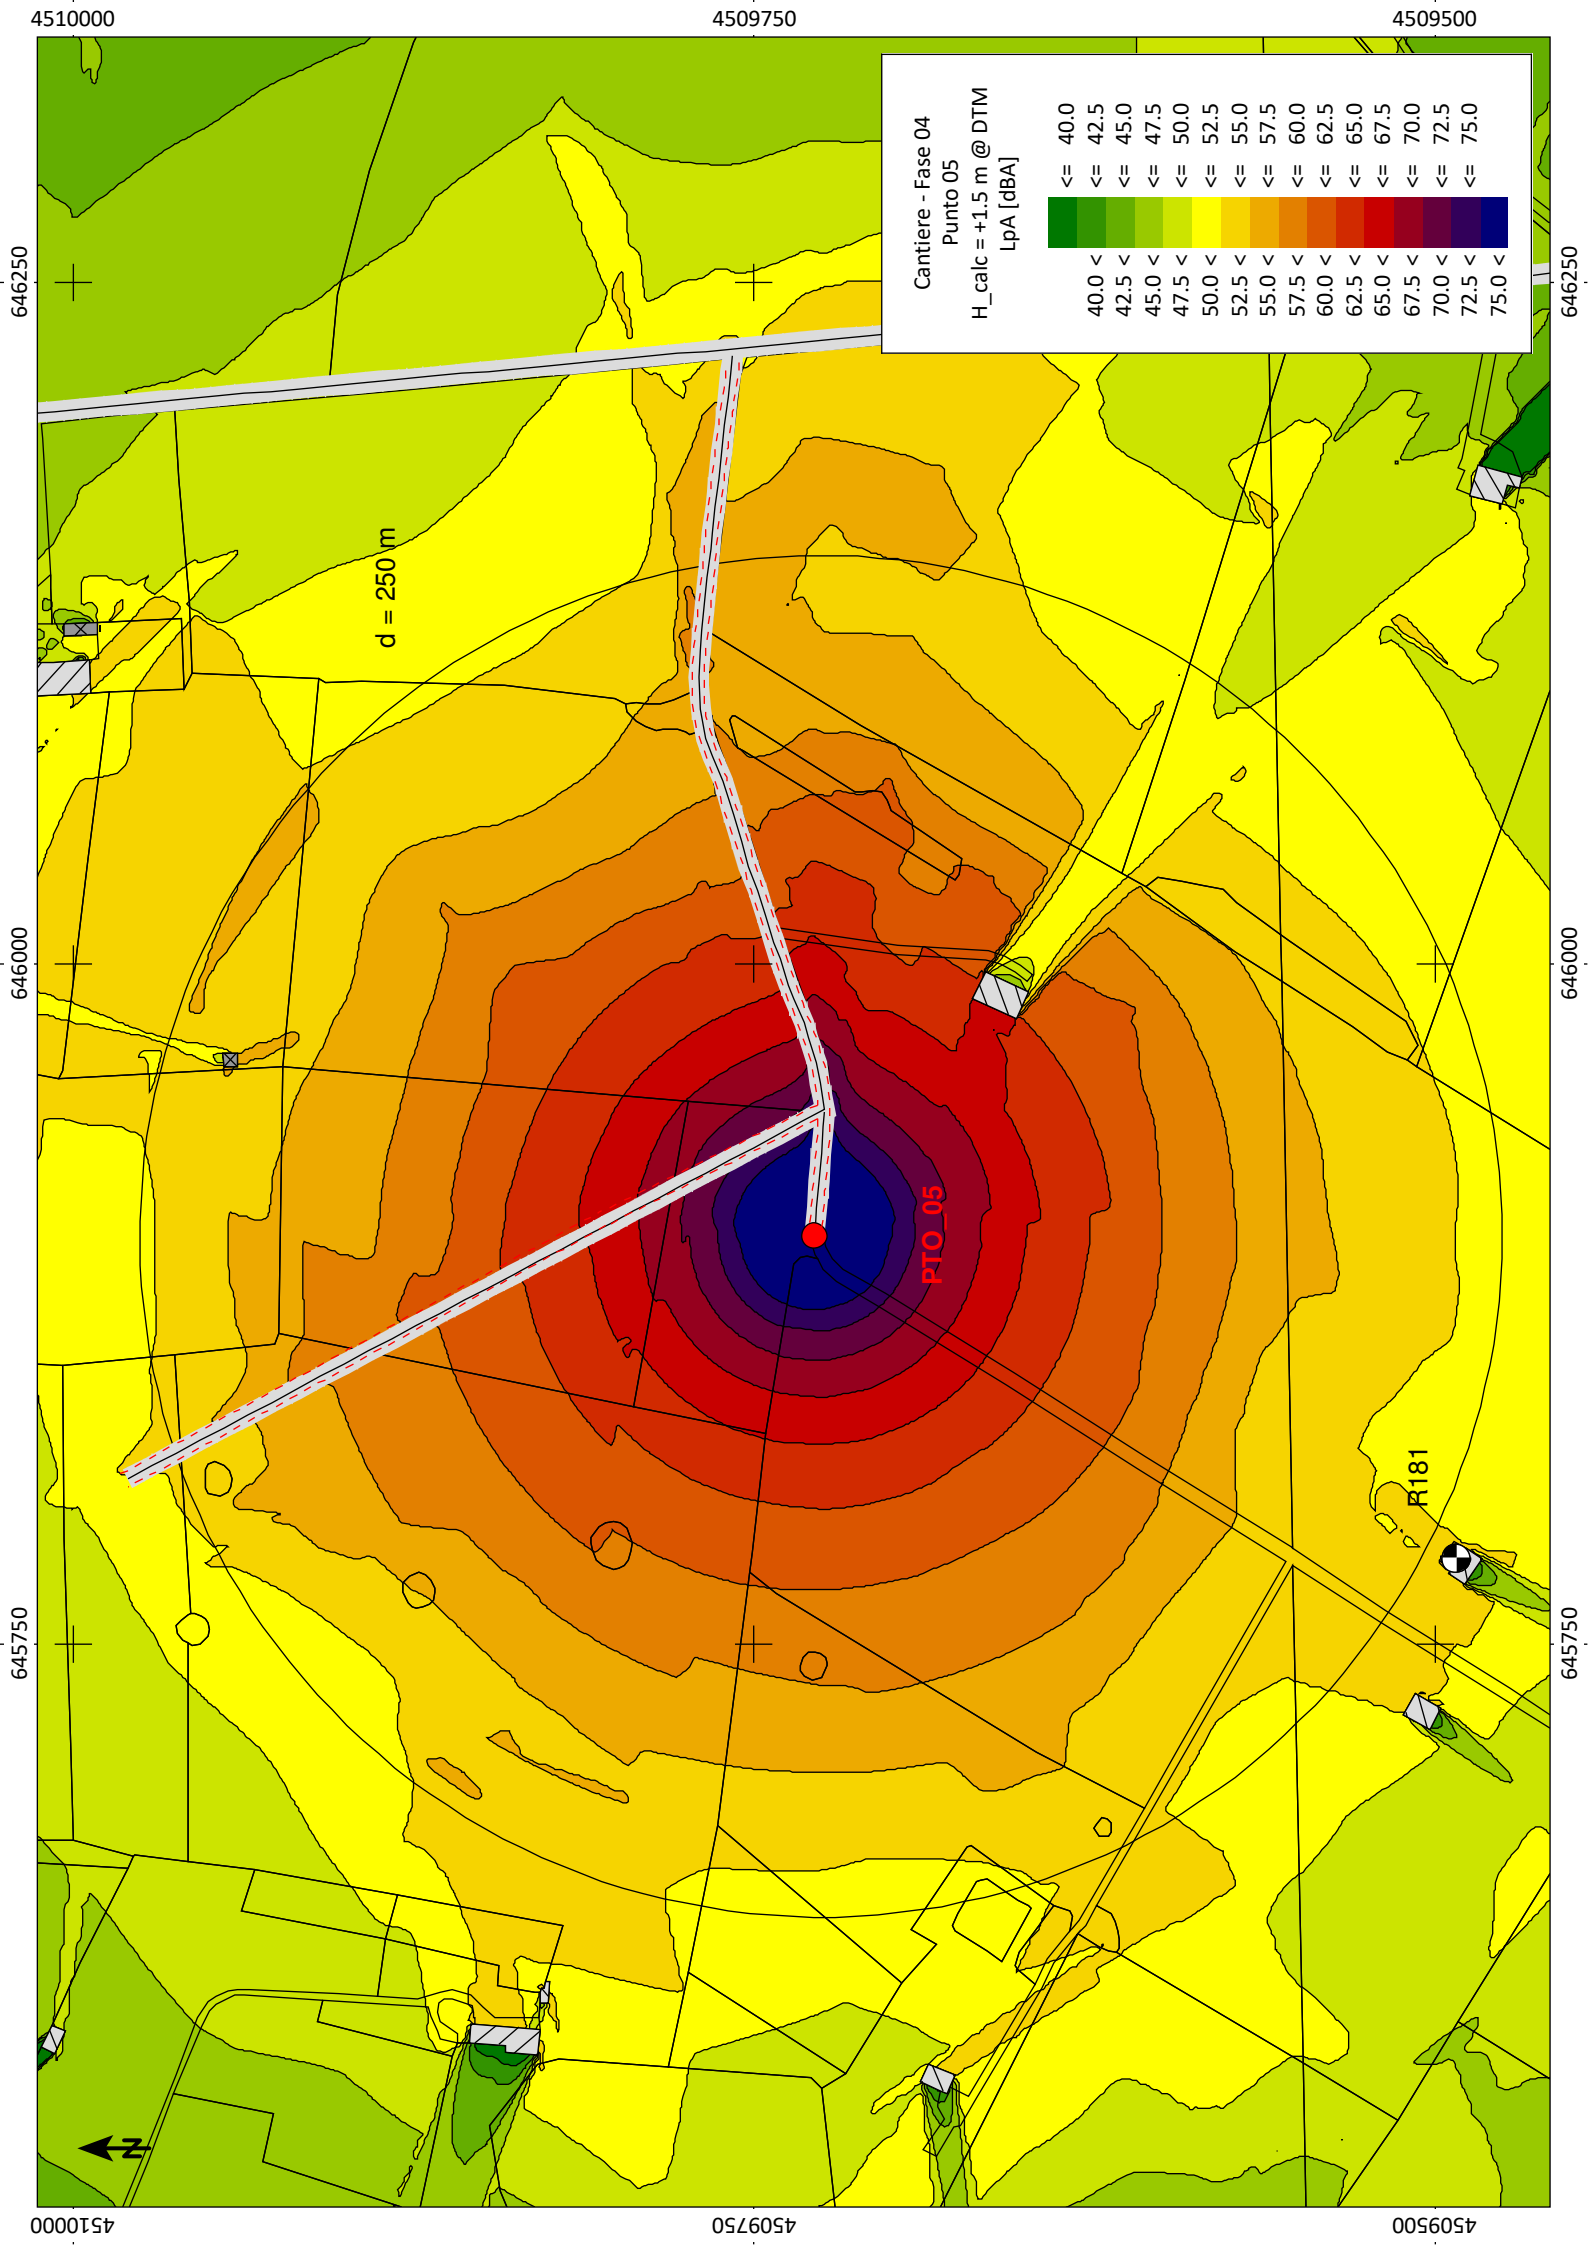 4510000
4509750
4509500
646250
646000
645750
646250
646000
645750
4510000
4509750
4509500
Cantiere - Fase 04
Punto 05
H_calc = +1.5 m @ DTM
LpA [dBA]
<= 40.0
40.0 < <= 42.5
42.5 < <= 45.0
45.0 < <= 47.5
47.5 < <= 50.0
50.0 < <= 52.5
52.5 < <= 55.0
55.0 < <= 57.5
57.5 < <= 60.0
60.0 < <= 62.5
62.5 < <= 65.0
65.0 < <= 67.5
67.5 < <= 70.0
70.0 < <= 72.5
72.5 < <= 75.0
75.0 <
d = 250 m
PTO_05
R181
N